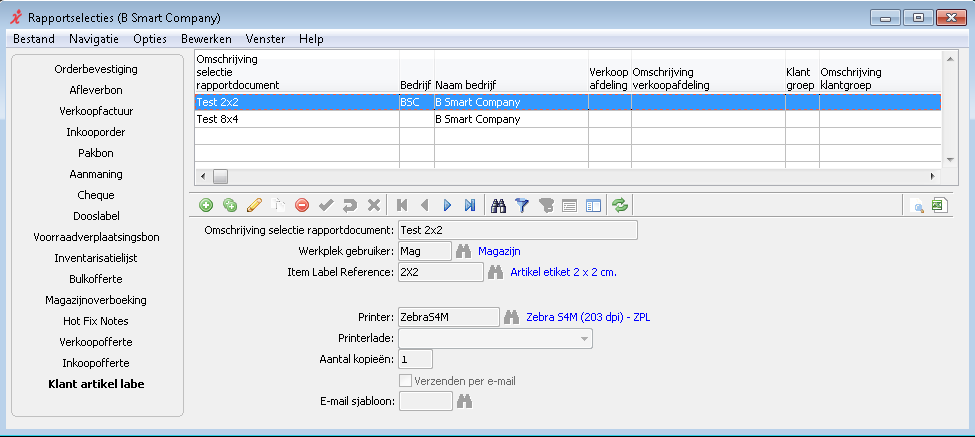 Rapportselecties (B Smart Company)
Bestand Navigatie Opties Bewerken Venster Help
Orderbevestiging
Afleverbon
Verkoopfactuur
Inkooporder
Pakbon
Aanmaning
Cheque
Dooslabel
Voorraadverplaatsingsbon
Inventarisatielijst
Bulkofferte
Magazijnoverboeking
Hot Fix Notes
Verkoopofferte
Inkoopofferte
Klant artikel labe
Omschrijving
selectie
rapportdocument
Bedrijf
Naam bedrijf
Verkoop
afdeling
Omschrijving
verkoopafdeling
Klant
groep
Omschrijving
klantgroep
Test 2x2 BSC B Smart Company
Test 8x4 B Smart Company
Omschrijving selectie rapportdocument: Test 2x2
Werkplek gebruiker: Mag Magazijn
Item Label Reference: 2X2 Artikel etiket 2 x 2 cm.
Printer: ZebraS4M Zebra S4M (203 dpi) - ZPL
Printerlade:
Aantal kopieën: 1
Verzenden per e-mail
E-mail sjabloon: